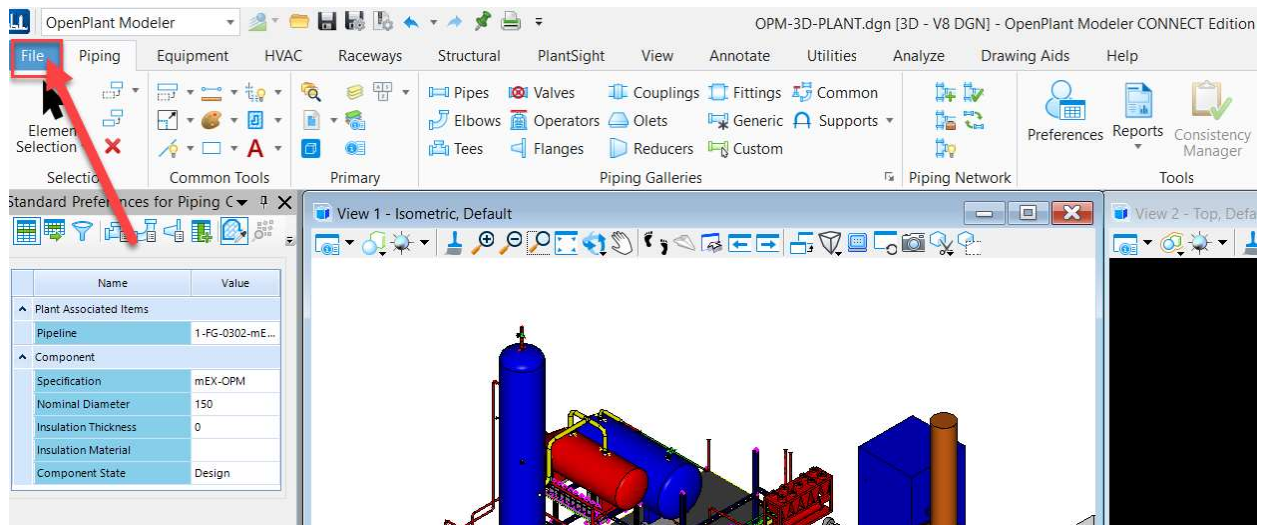 OpenPlant Modeler
OPM-3D-PLANT.dgn [3D - V8 DGN] - OpenPlant Modeler CONNECT Edition
File Piping Equipment HVAC Raceways Structural PlantSight View Annotate Utilities Analyze Drawing Aids Help
Pipes Valves Couplings Fittings Common
Elbows Operators Olets Generic Supports
Tees Flanges Reducers Custom
Element
Selection
A
Preferences Reports Consistency
Manager
Selection Common Tools Primary Piping Galleries Piping Network Tools
Standard Preferences for Piping C
View 1 - Isometric, Default
View 2 - Top, Defa
Name Value
Plant Associated Items
Pipeline 1-FG-0302-mE...
Component
Specification mEX-OPM
Nominal Diameter 150
Insulation Thickness 0
Insulation Material
Component State Design